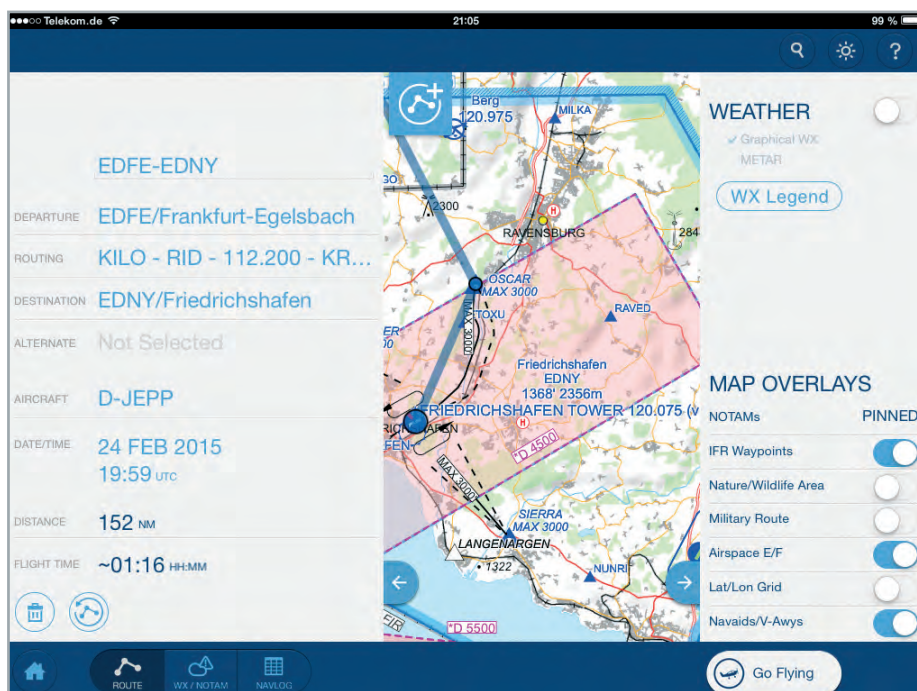 Telekom.de
21:05
99 %
?
EDFE-EDNY
DEPARTURE EDFE/Frankfurt-Egelsbach
ROUTING KILO - RID - 112.200 - KR...
DESTINATION EDNY/Friedrichshafen
ALTERNATE Not Selected
AIRCRAFT D-JEPP
DATE/TIME 24 FEB 2015
19:59 UTC
DISTANCE 152 NM
FLIGHT TIME ~01:16 HH:MM
Berg
120.975
MILKA
GO
2300
H
RAVENSBURG
284
OSCAR
MAX 3000
MAX 3000
TOXU
RAVED
ER
00
Friedrichshafen
EDNY
1368' 2356m
FRIEDRICHSHAFEN TOWER 120.075 (v
H
FEN
*D 4500
MAX 3000
SIERRA
MAX 3000
LANGENARGEN
1322
NUNRI
FIR
*D 5500
WEATHER
Graphical WX
METAR
WX Legend
MAP OVERLAYS
NOTAMs PINNED
IFR Waypoints
Nature/Wildlife Area
Military Route
Airspace E/F
Lat/Lon Grid
Navaids/V-Awys
ROUTE
WX / NOTAM
NAVLOG
Go Flying